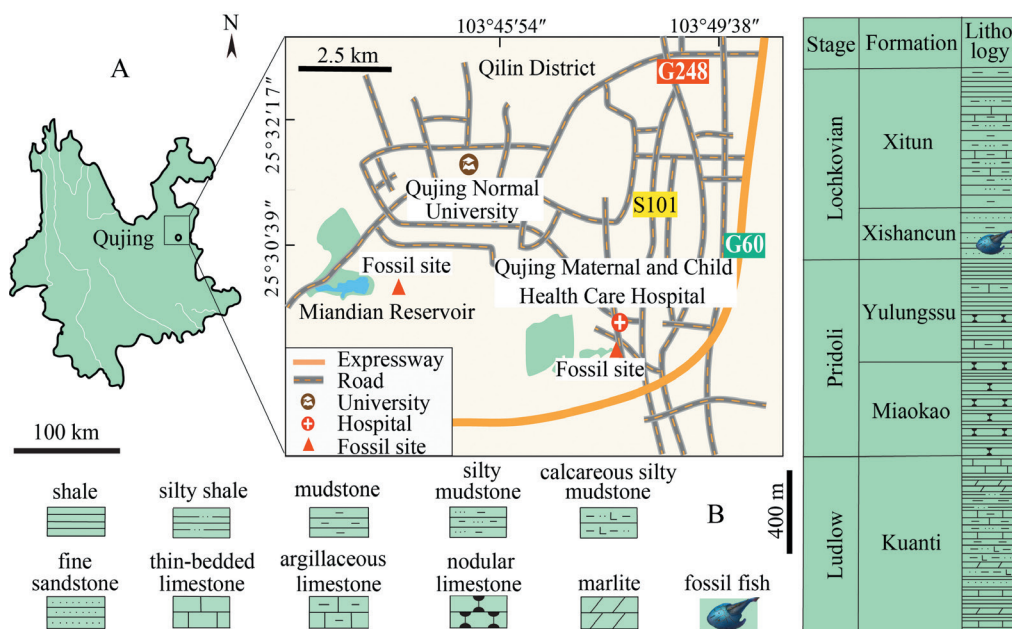 A
N
Qujing
100 km
103°45′54″
103°49′38″
25°32′17″
25°30′39″
2.5 km
Qilin District
G248
Qujing Normal
University
S101
G60
Fossil site
Miandian Reservoir
Qujing Maternal and Child
Health Care Hospital
Fossil site
Expressway
Road
University
Hospital
Fossil site
shale
silty shale
mudstone
silty
mudstone
calcareous silty
mudstone
fine
sandstone
thin-bedded
limestone
argillaceous
limestone
nodular
limestone
marlite
fossil fish
B
400 m
Stage
Formation
Litho
logy
Lochkovian
Xitun
Xishancun
Pridoli
Yulungssu
Miaokao
Ludlow
Kuanti